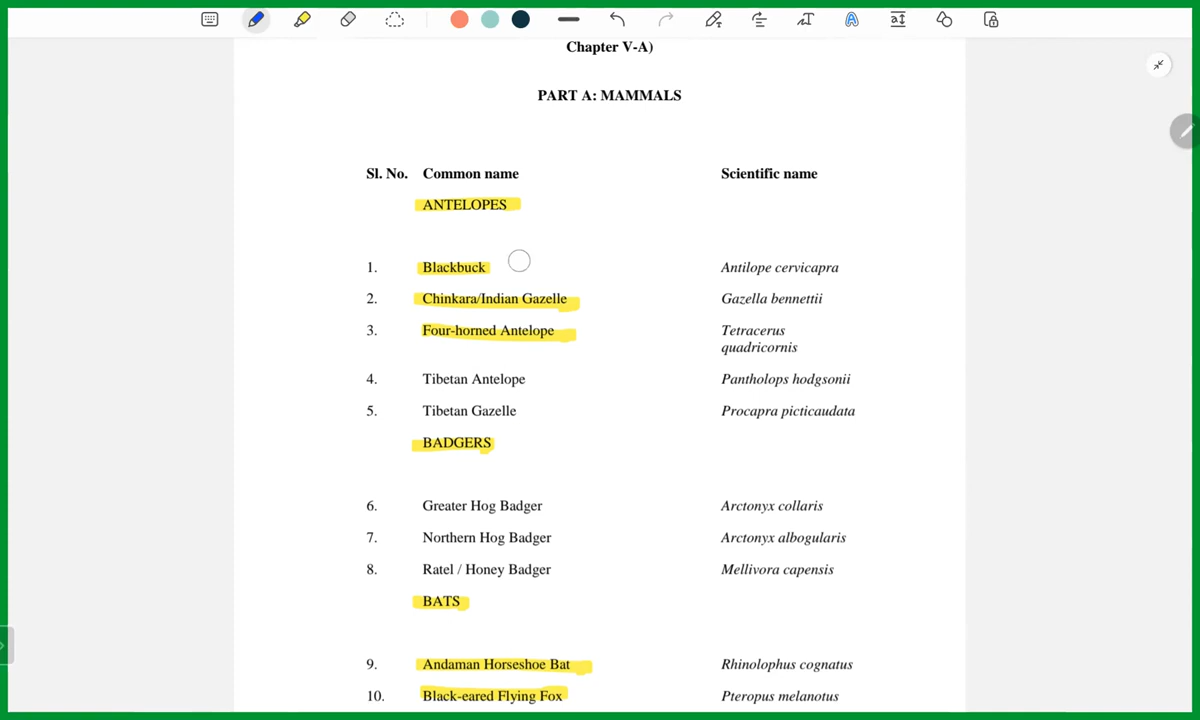 Chapter V-A)
PART A: MAMMALS
Sl. No. Common name Scientific name
ANTELOPES
1. Blackbuck Antilope cervicapra
2. Chinkara/Indian Gazelle Gazella bennettii
3. Four-horned Antelope Tetracerus
quadricornis
4. Tibetan Antelope Pantholops hodgsonii
5. Tibetan Gazelle Procapra picticaudata
BADGERS
6. Greater Hog Badger Arctonyx collaris
7. Northern Hog Badger Arctonyx albogularis
8. Ratel / Honey Badger Mellivora capensis
BATS
9. Andaman Horseshoe Bat Rhinolophus cognatus
10. Black-eared Flying Fox Pteropus melanotus